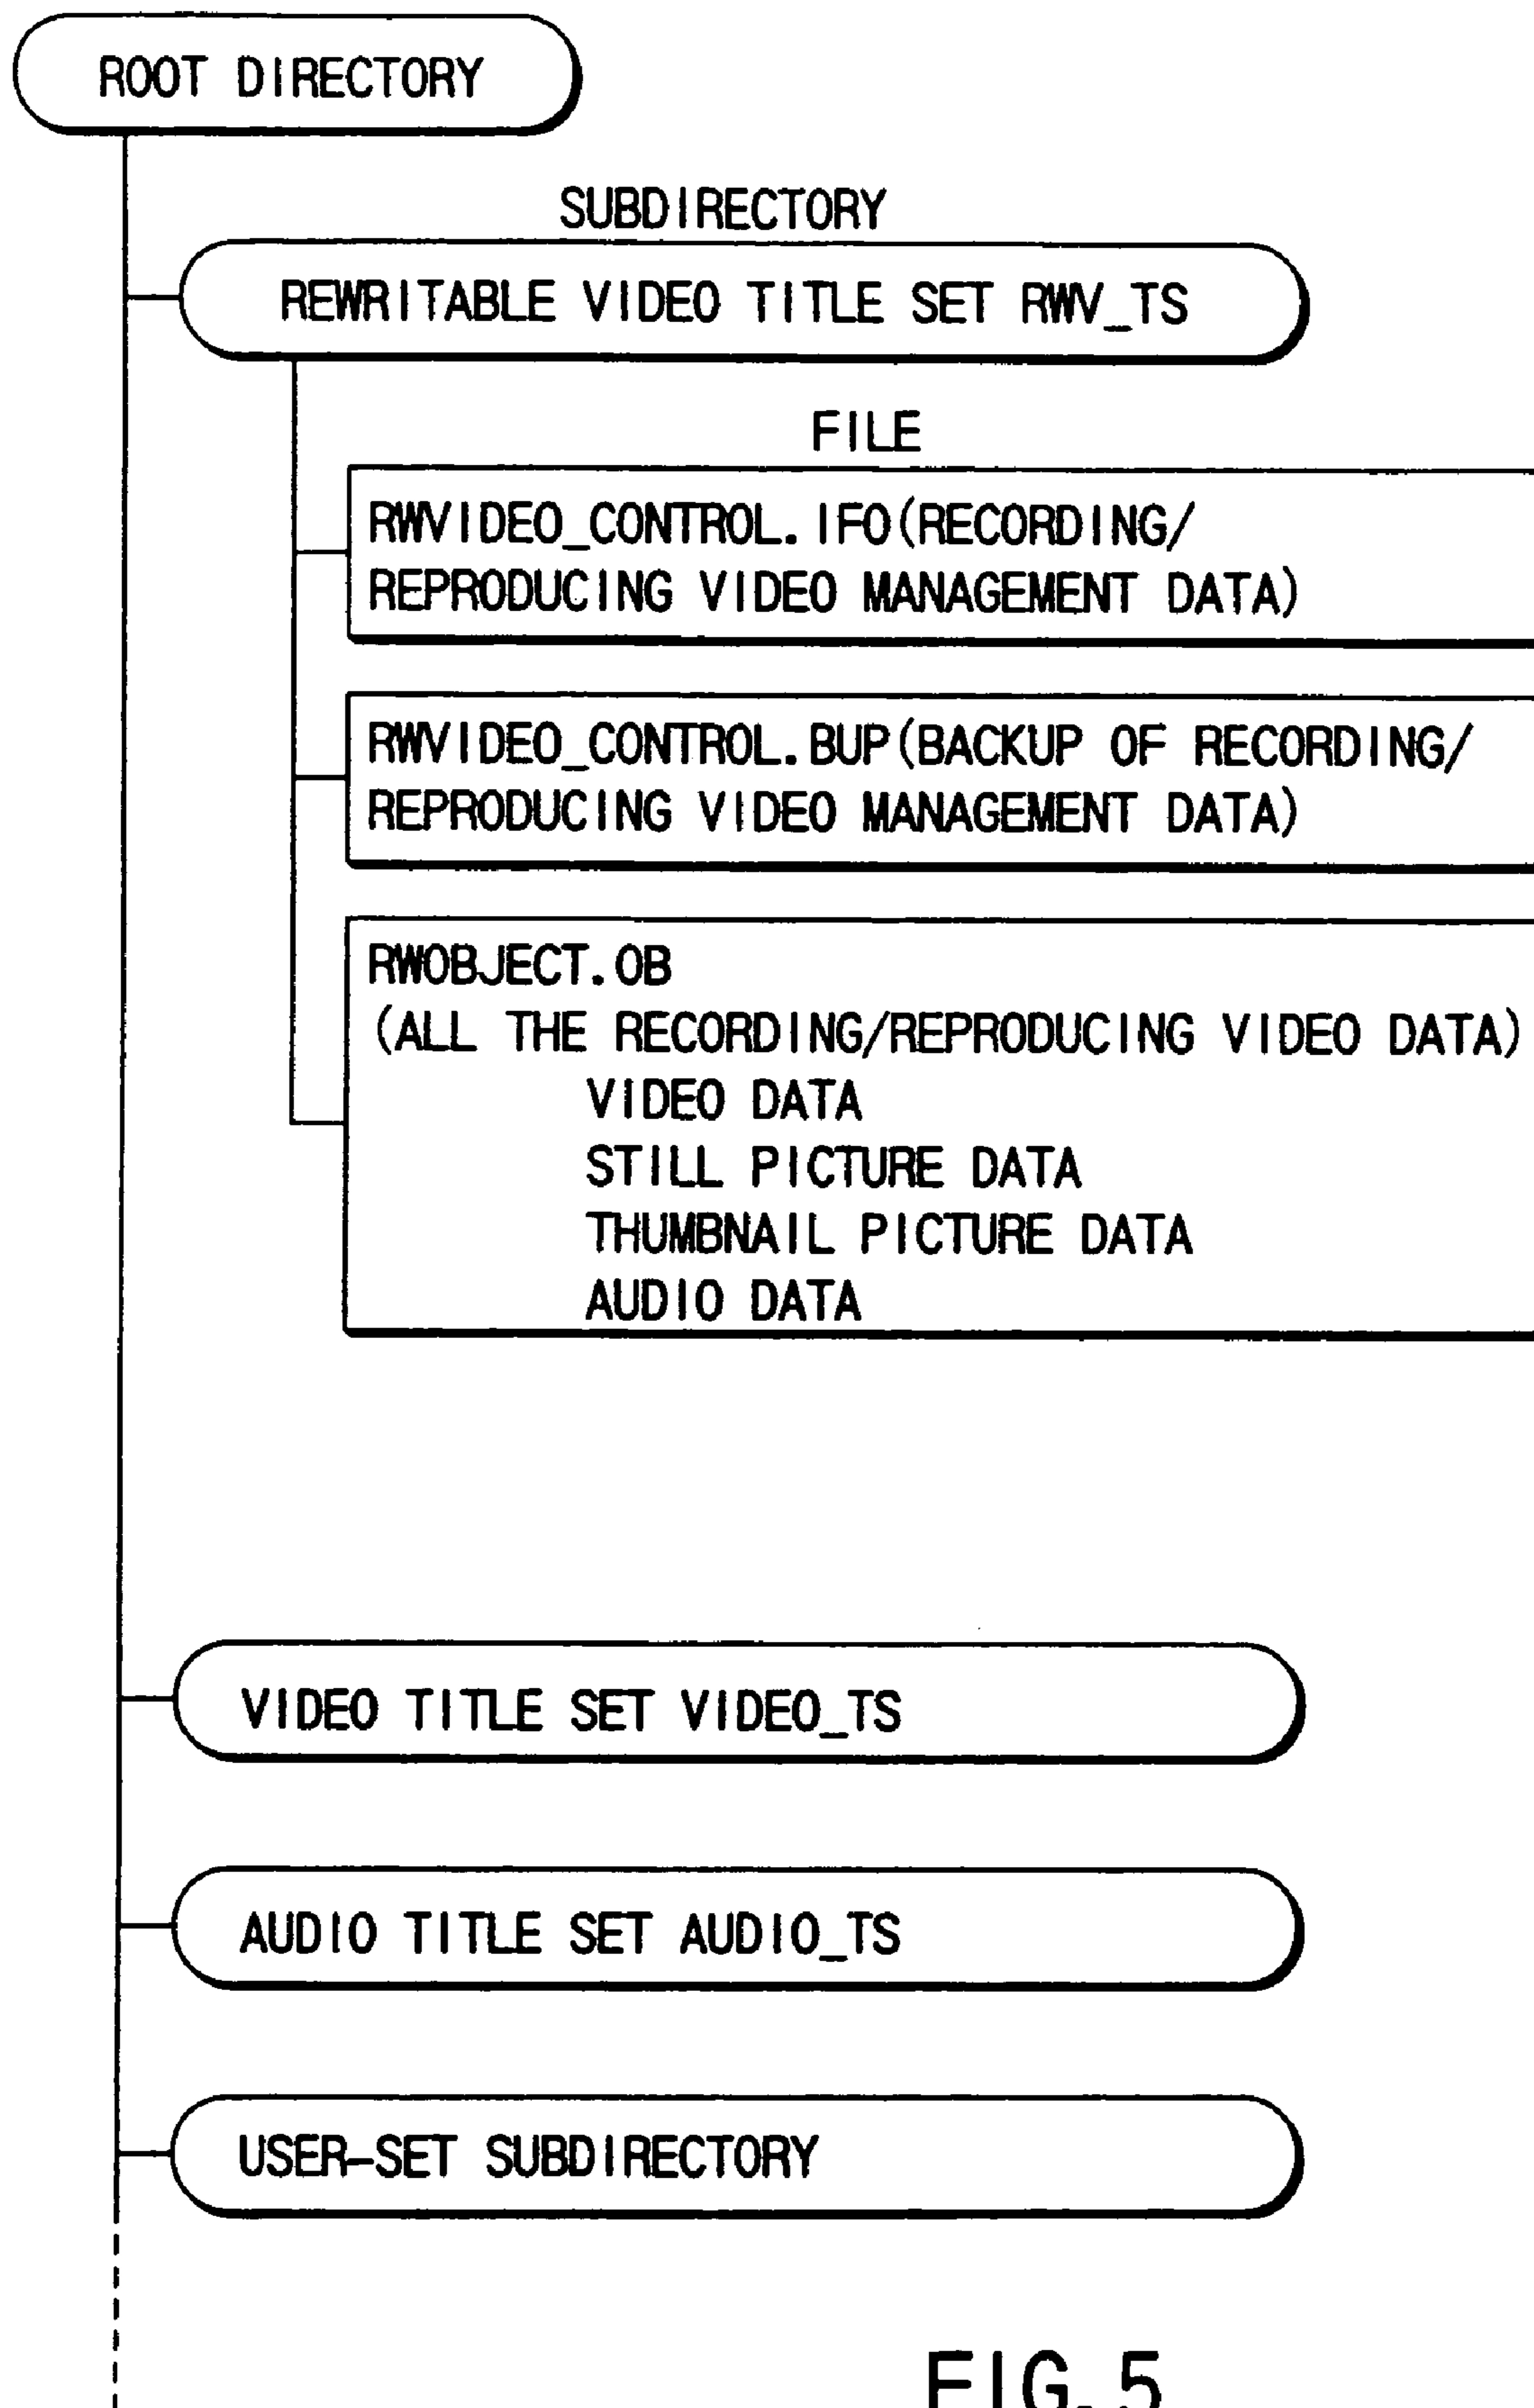 ROOT DIRECTORY
SUBDIRECTORY
REWRITABLE VIDEO TITLE SET RWV_TS
FILE
RWVIDEO_CONTROL.IFO(RECORDING/
REPRODUCING VIDEO MANAGEMENT DATA)
RWVIDEO_CONTROL.BUP(BACKUP OF RECORDING/
REPRODUCING VIDEO MANAGEMENT DATA)
RWOBJECT.OB
(ALL THE RECORDING/REPRODUCING VIDEO DATA)
VIDEO DATA
STILL PICTURE DATA
THUMBNAIL PICTURE DATA
AUDIO DATA
VIDEO TITLE SET VIDEO_TS
AUDIO TITLE SET AUDIO_TS
USER-SET SUBDIRECTORY
FIG.5